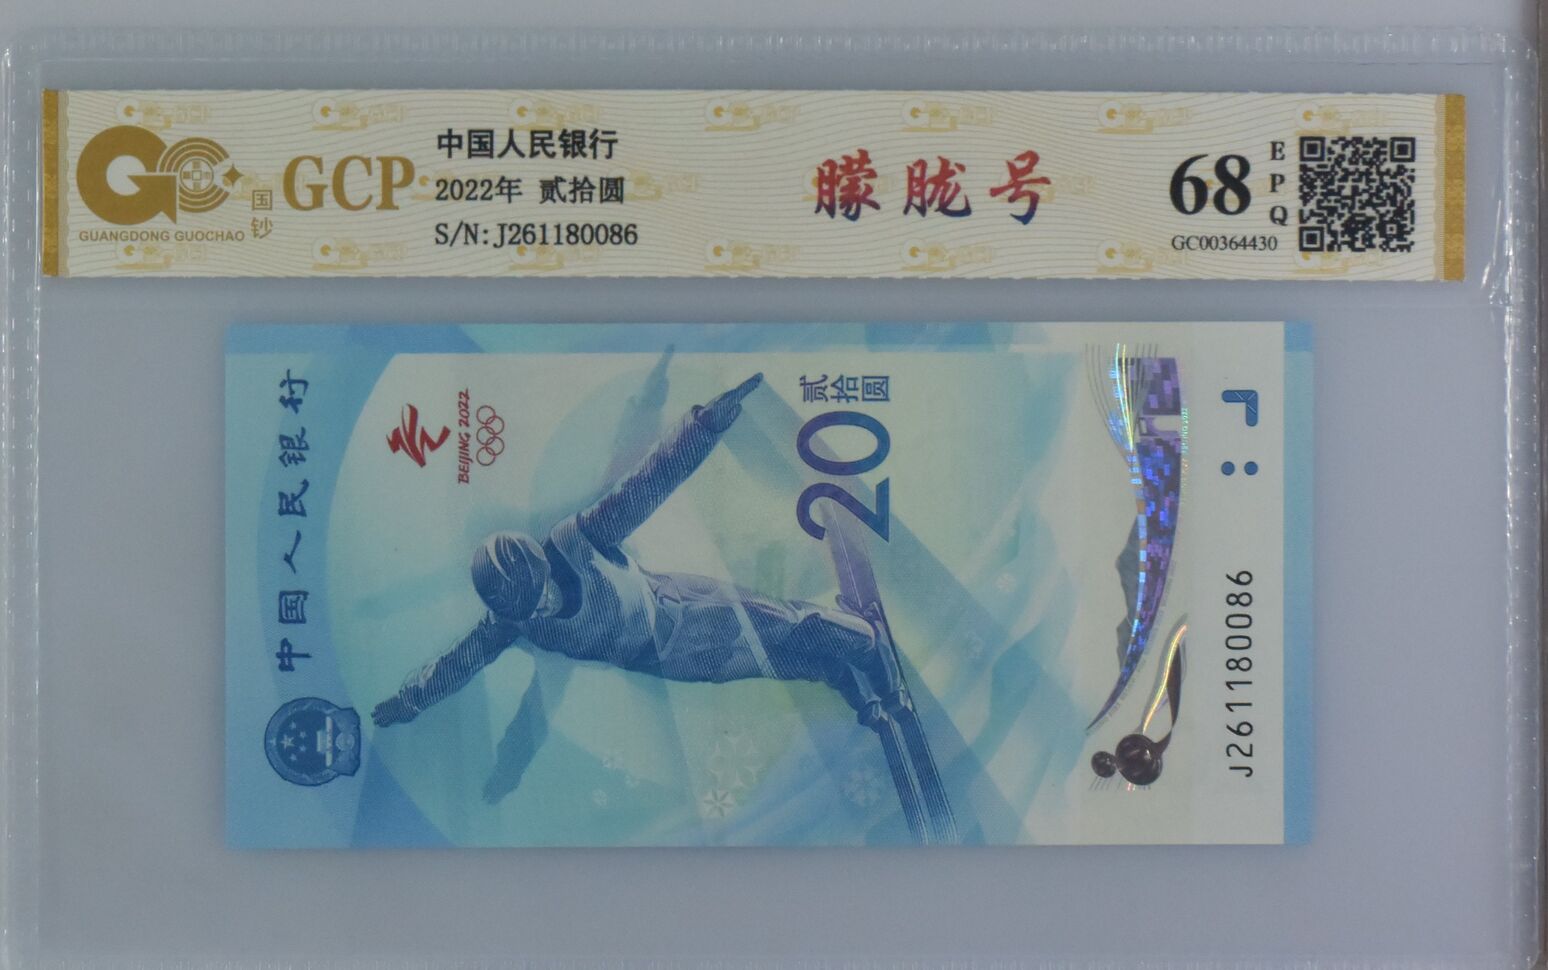 国钞
GUANGDONG GUOCHAO
GCP
中国人民银行
2022年 贰拾圆
S/N:J261180086
朦胧号
68
EPQ
GC00364430
中国人民银行
BEIJING 2022
贰拾圆
20
J261180086